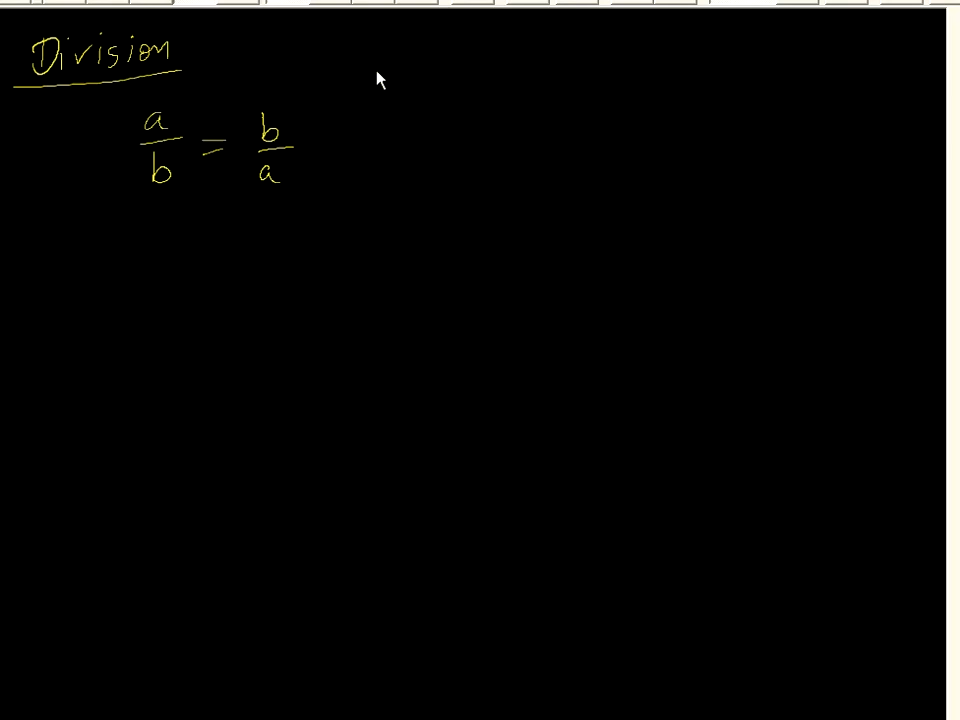 Division
a/b = b/a